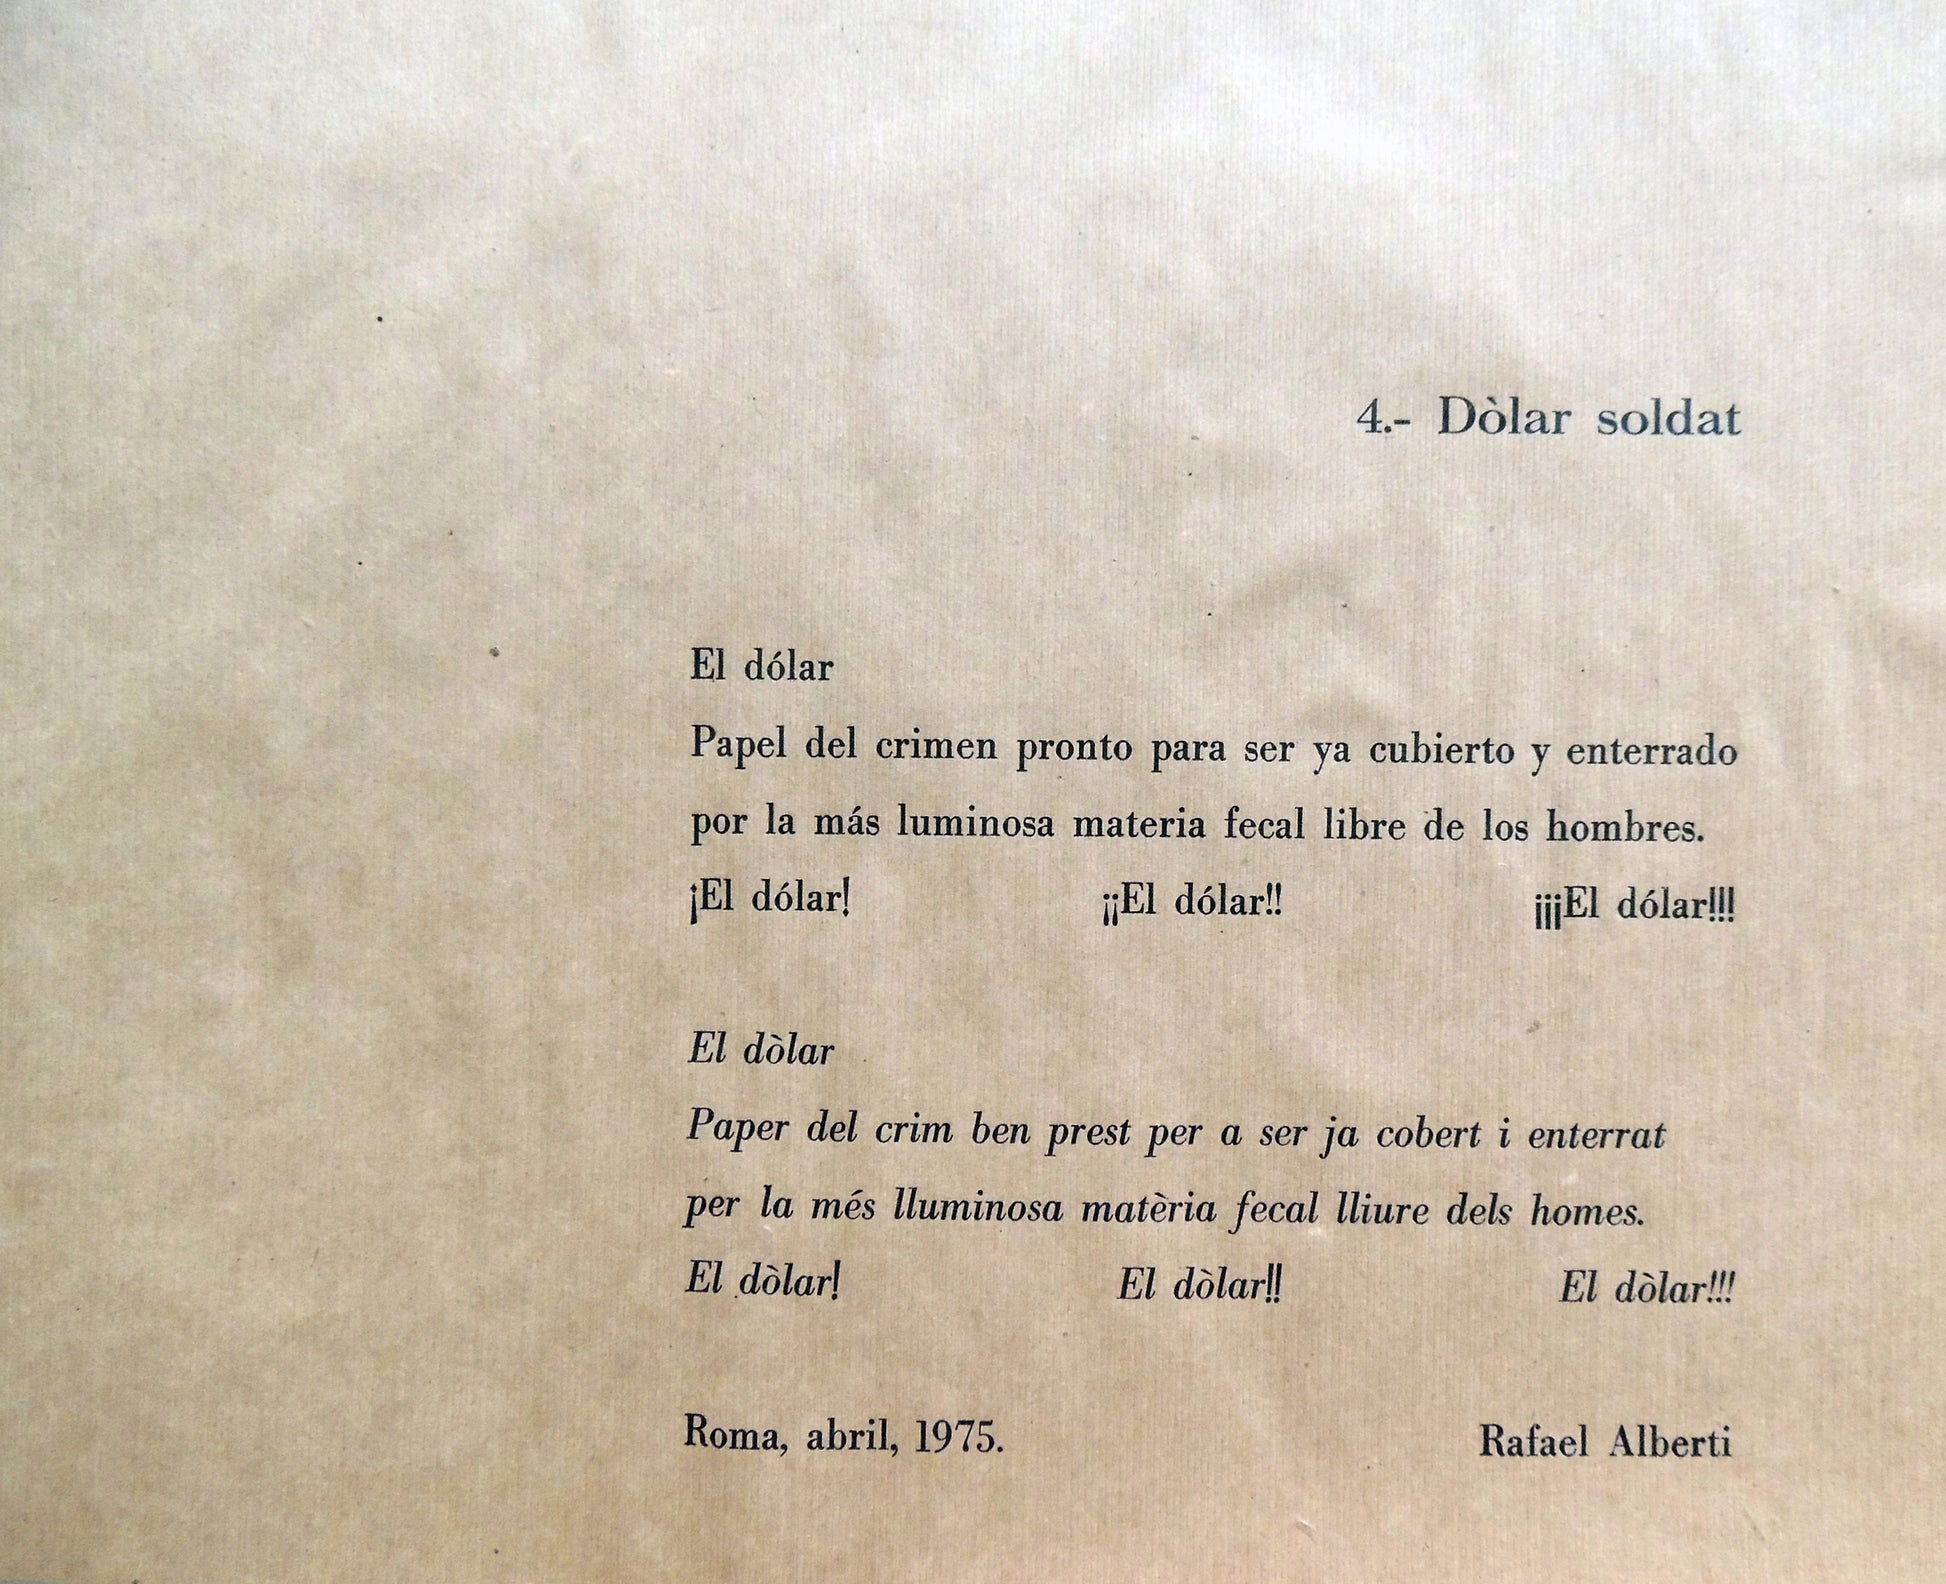 4.- Dòlar soldat
El dólar
Papel del crimen pronto para ser ya cubierto y enterrado
por la más luminosa materia fecal libre de los hombres.
¡El dólar! ¡¡El dólar!! ¡¡¡El dólar!!!
El dòlar
Paper del crim ben prest per a ser ja cobert i enterrat
per la més lluminosa matèria fecal lliure dels homes.
El dòlar! El dòlar!! El dòlar!!!
Roma, abril, 1975. Rafael Alberti